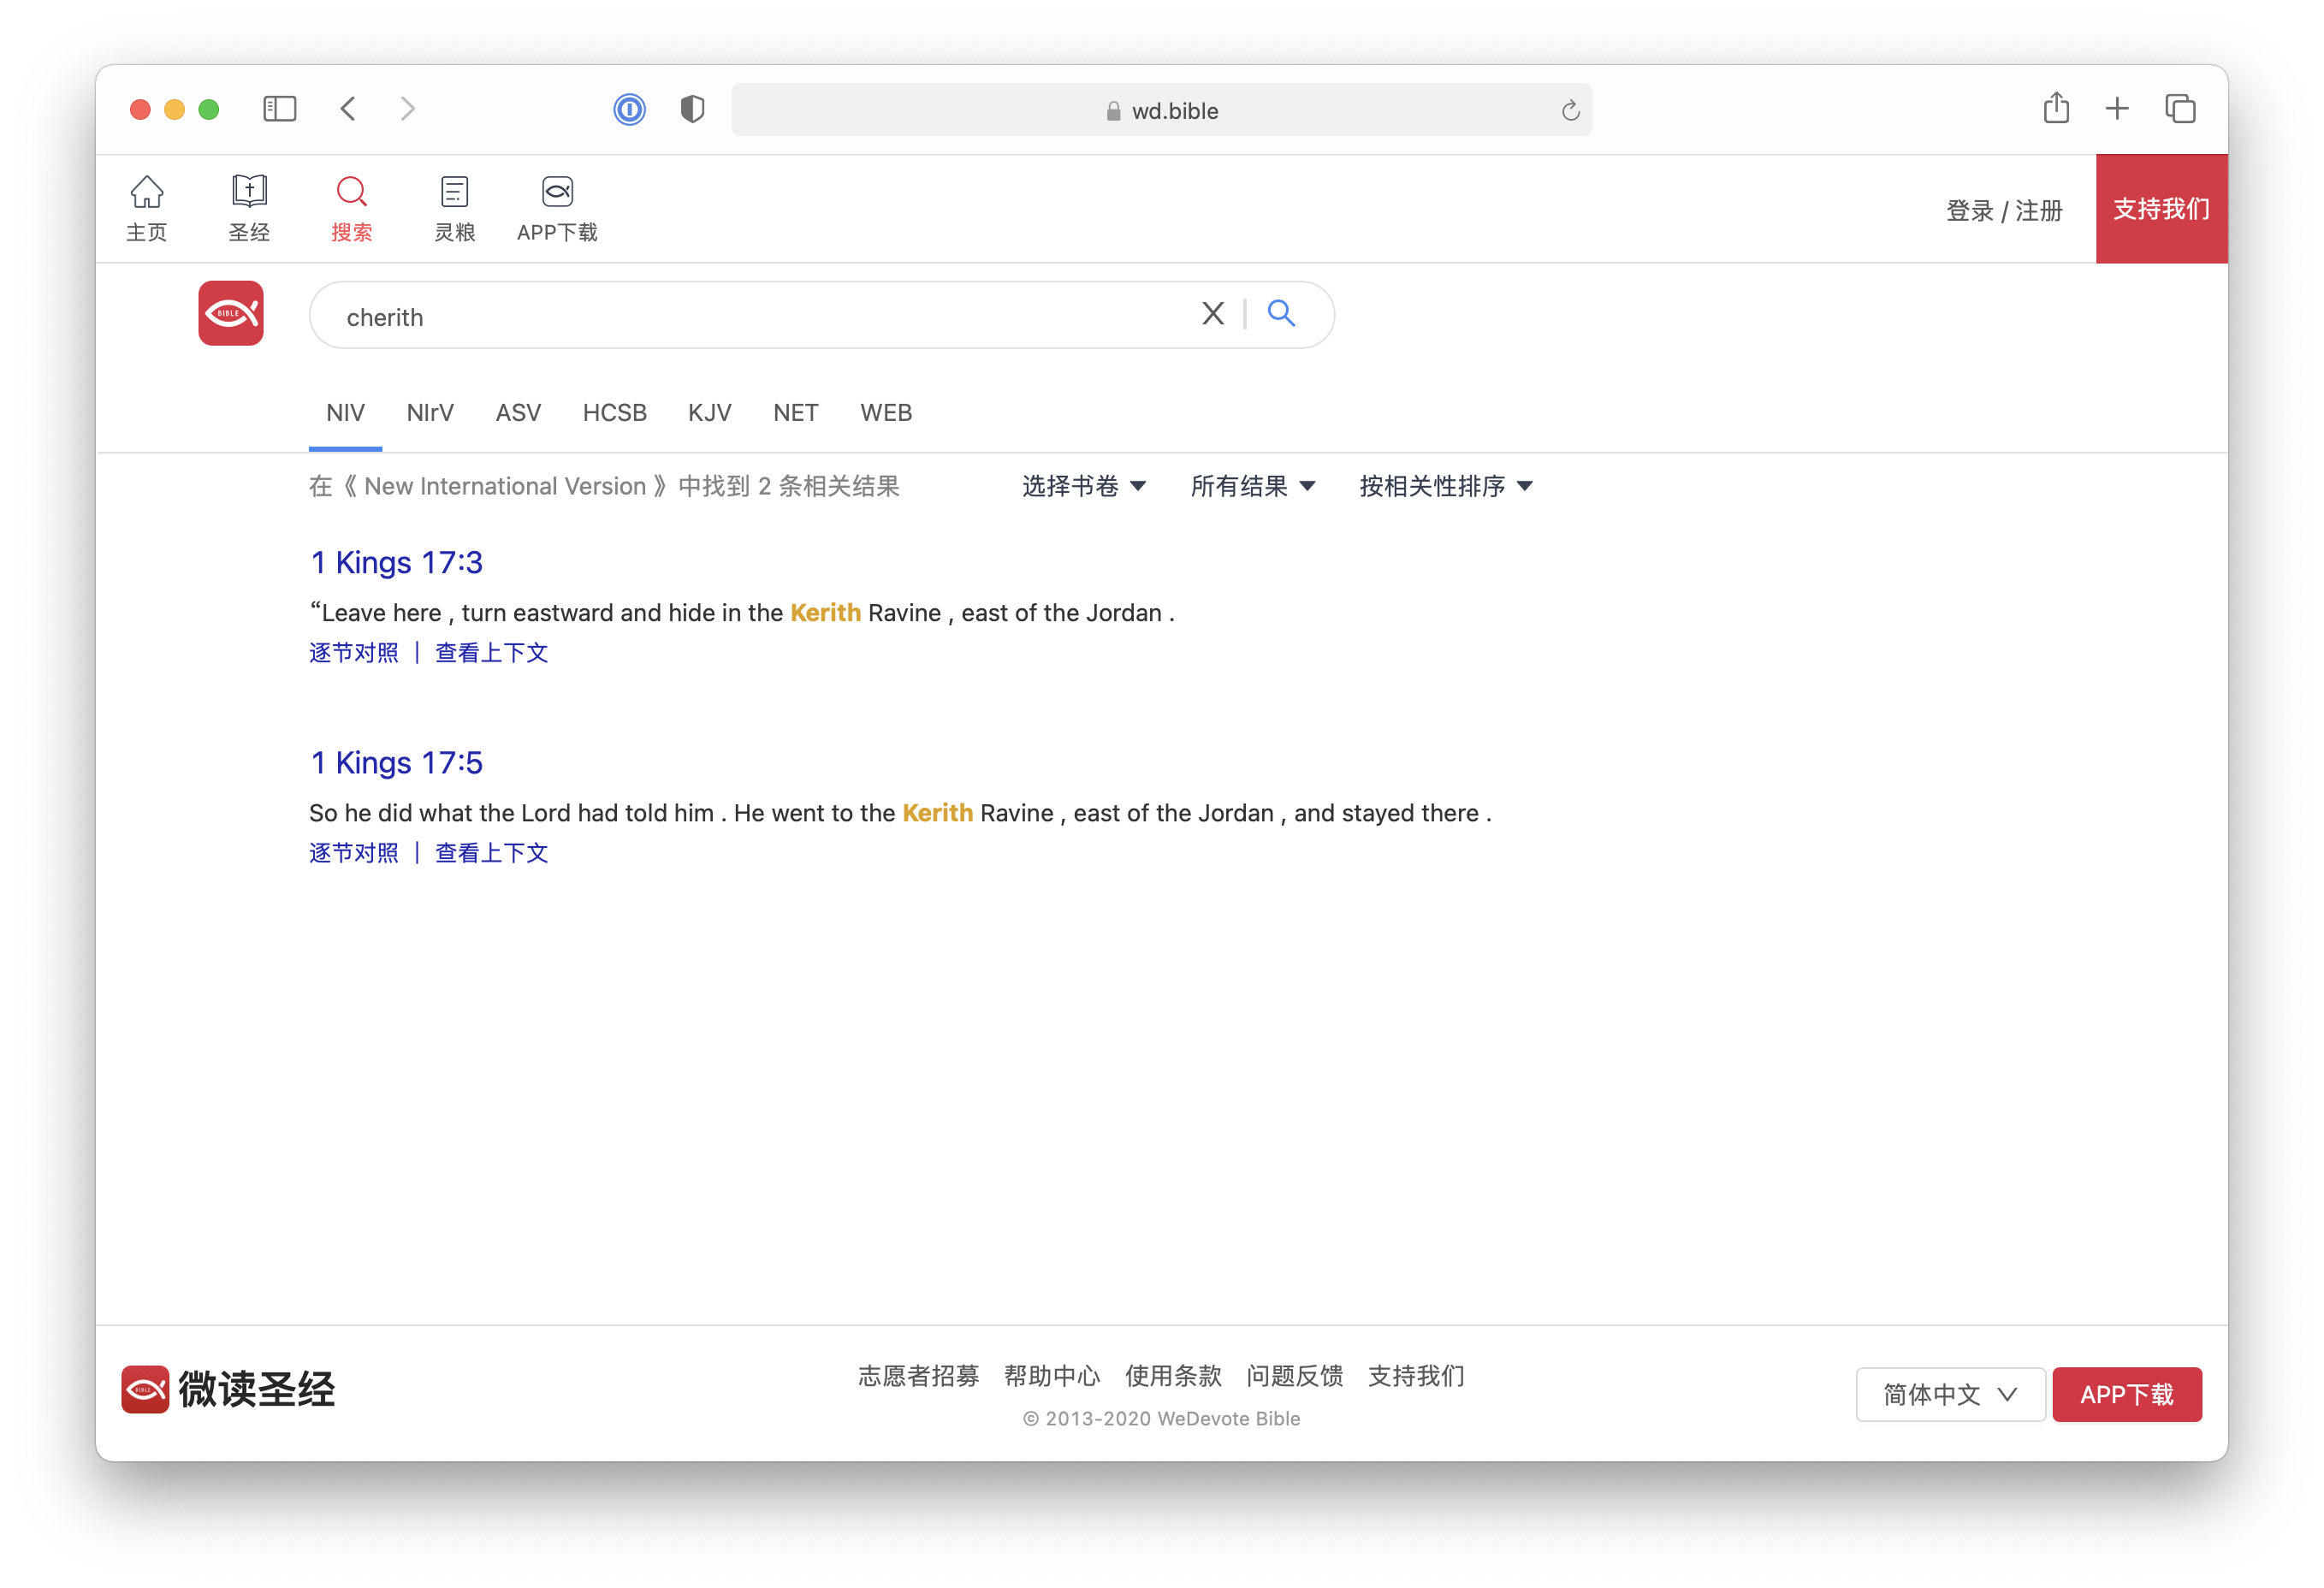 wd.bible
主页 圣经 搜索 灵粮 APP下载 登录 / 注册 支持我们
BIBLE cherith X
NIV NIrV ASV HCSB KJV NET WEB
在《 New International Version 》中找到 2 条相关结果 选择书卷 所有结果 按相关性排序
1 Kings 17:3
“Leave here , turn eastward and hide in the Kerith Ravine , east of the Jordan .
逐节对照 | 查看上下文
1 Kings 17:5
So he did what the Lord had told him . He went to the Kerith Ravine , east of the Jordan , and stayed there .
逐节对照 | 查看上下文
BIBLE 微读圣经
志愿者招募 帮助中心 使用条款 问题反馈 支持我们
© 2013-2020 WeDevote Bible
简体中文 APP下载